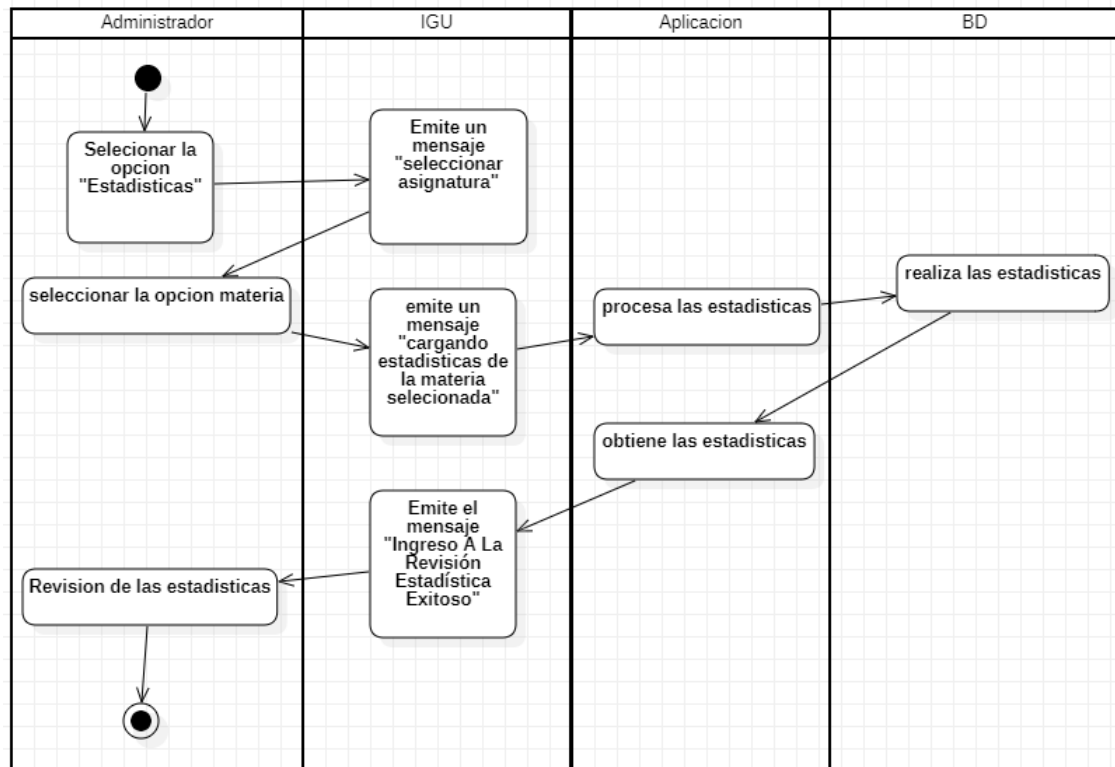 Administrador
IGU
Aplicacion
BD
Selecionar la
opcion
"Estadisticas"
Emite un
mensaje
"seleccionar
asignatura"
seleccionar la opcion materia
emite un
mensaje
"cargando
estadisticas de
la materia
selecionada"
procesa las estadisticas
realiza las estadisticas
obtiene las estadisticas
Emite el
mensaje
"Ingreso A La
Revisión
Estadística
Exitoso"
Revision de las estadisticas